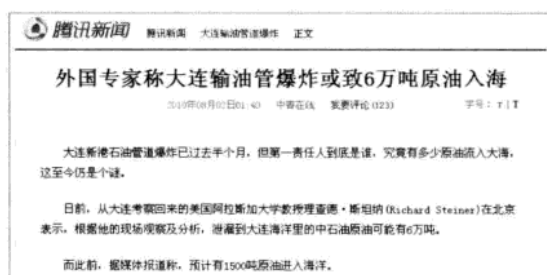 腾讯新闻 腾讯新闻 大连输油管道爆炸 正文
外国专家称大连输油管爆炸或致6万吨原油入海
2010年08月02日01:40 中青在线 我要评论(123) 字号：T|T
大连新港石油管道爆炸已过去半个月，但第一责任人到底是谁，究竟有多少原油流入大海，
这至今仍是个谜。
日前，从大连考察回来的美国阿拉斯加大学教授理查德·斯坦纳(Richard Steiner)在北京
表示，根据他的现场观察及分析，泄漏到大连海洋里的中石油原油可能有6万吨。
而此前，据媒体报道称，预计有1500吨原油进入海洋。